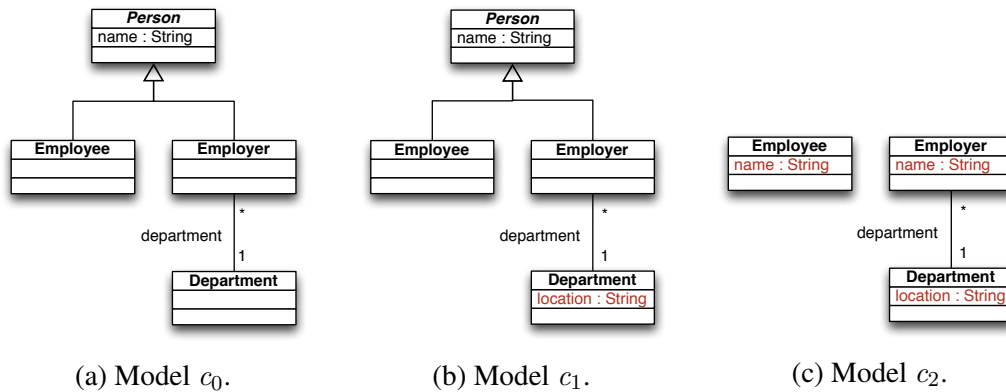 Person
name : String
Employee
Employer
*
department
1
Department
(a) Model c0.
Person
name : String
Employee
Employer
*
department
1
Department
location : String
(b) Model c1.
Employee
name : String
Employer
name : String
*
department
1
Department
location : String
(c) Model c2.